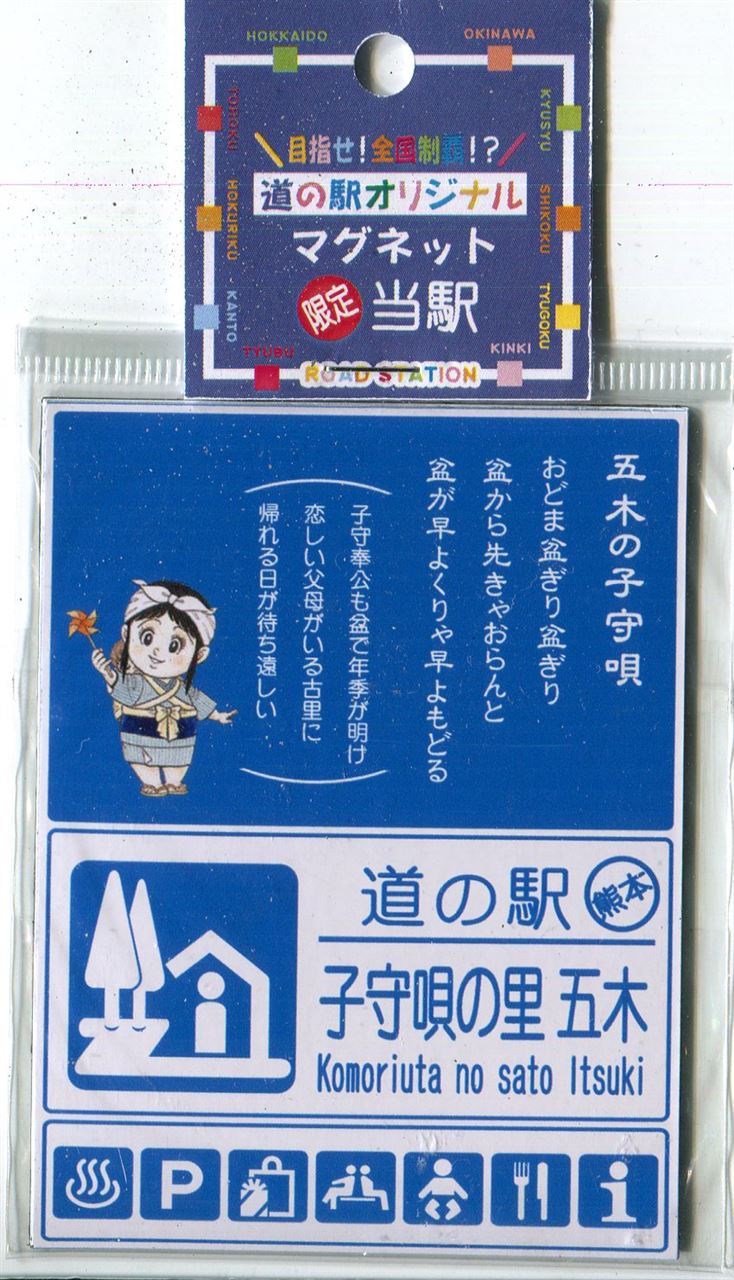 HOKKAIDO
OKINAWA
TOHOKU
KYUSYU
HOKURIKU
SHIKOKU
KANTO
TYUGOKU
TYUBU
KINKI
目指せ!全国制覇!?
道の駅オリジナル
マグネット
限定 当駅
ROAD STATION
五木の子守唄
おどま盆ぎり盆ぎり
盆から先きゃおらんと
盆が早よくりゃ早よもどる
子守奉公も盆で年季が明け
恋しい父母がいる古里に
帰れる日が待ち遠しい
道の駅 熊本
子守唄の里 五木
Komoriuta no sato Itsuki
P
i